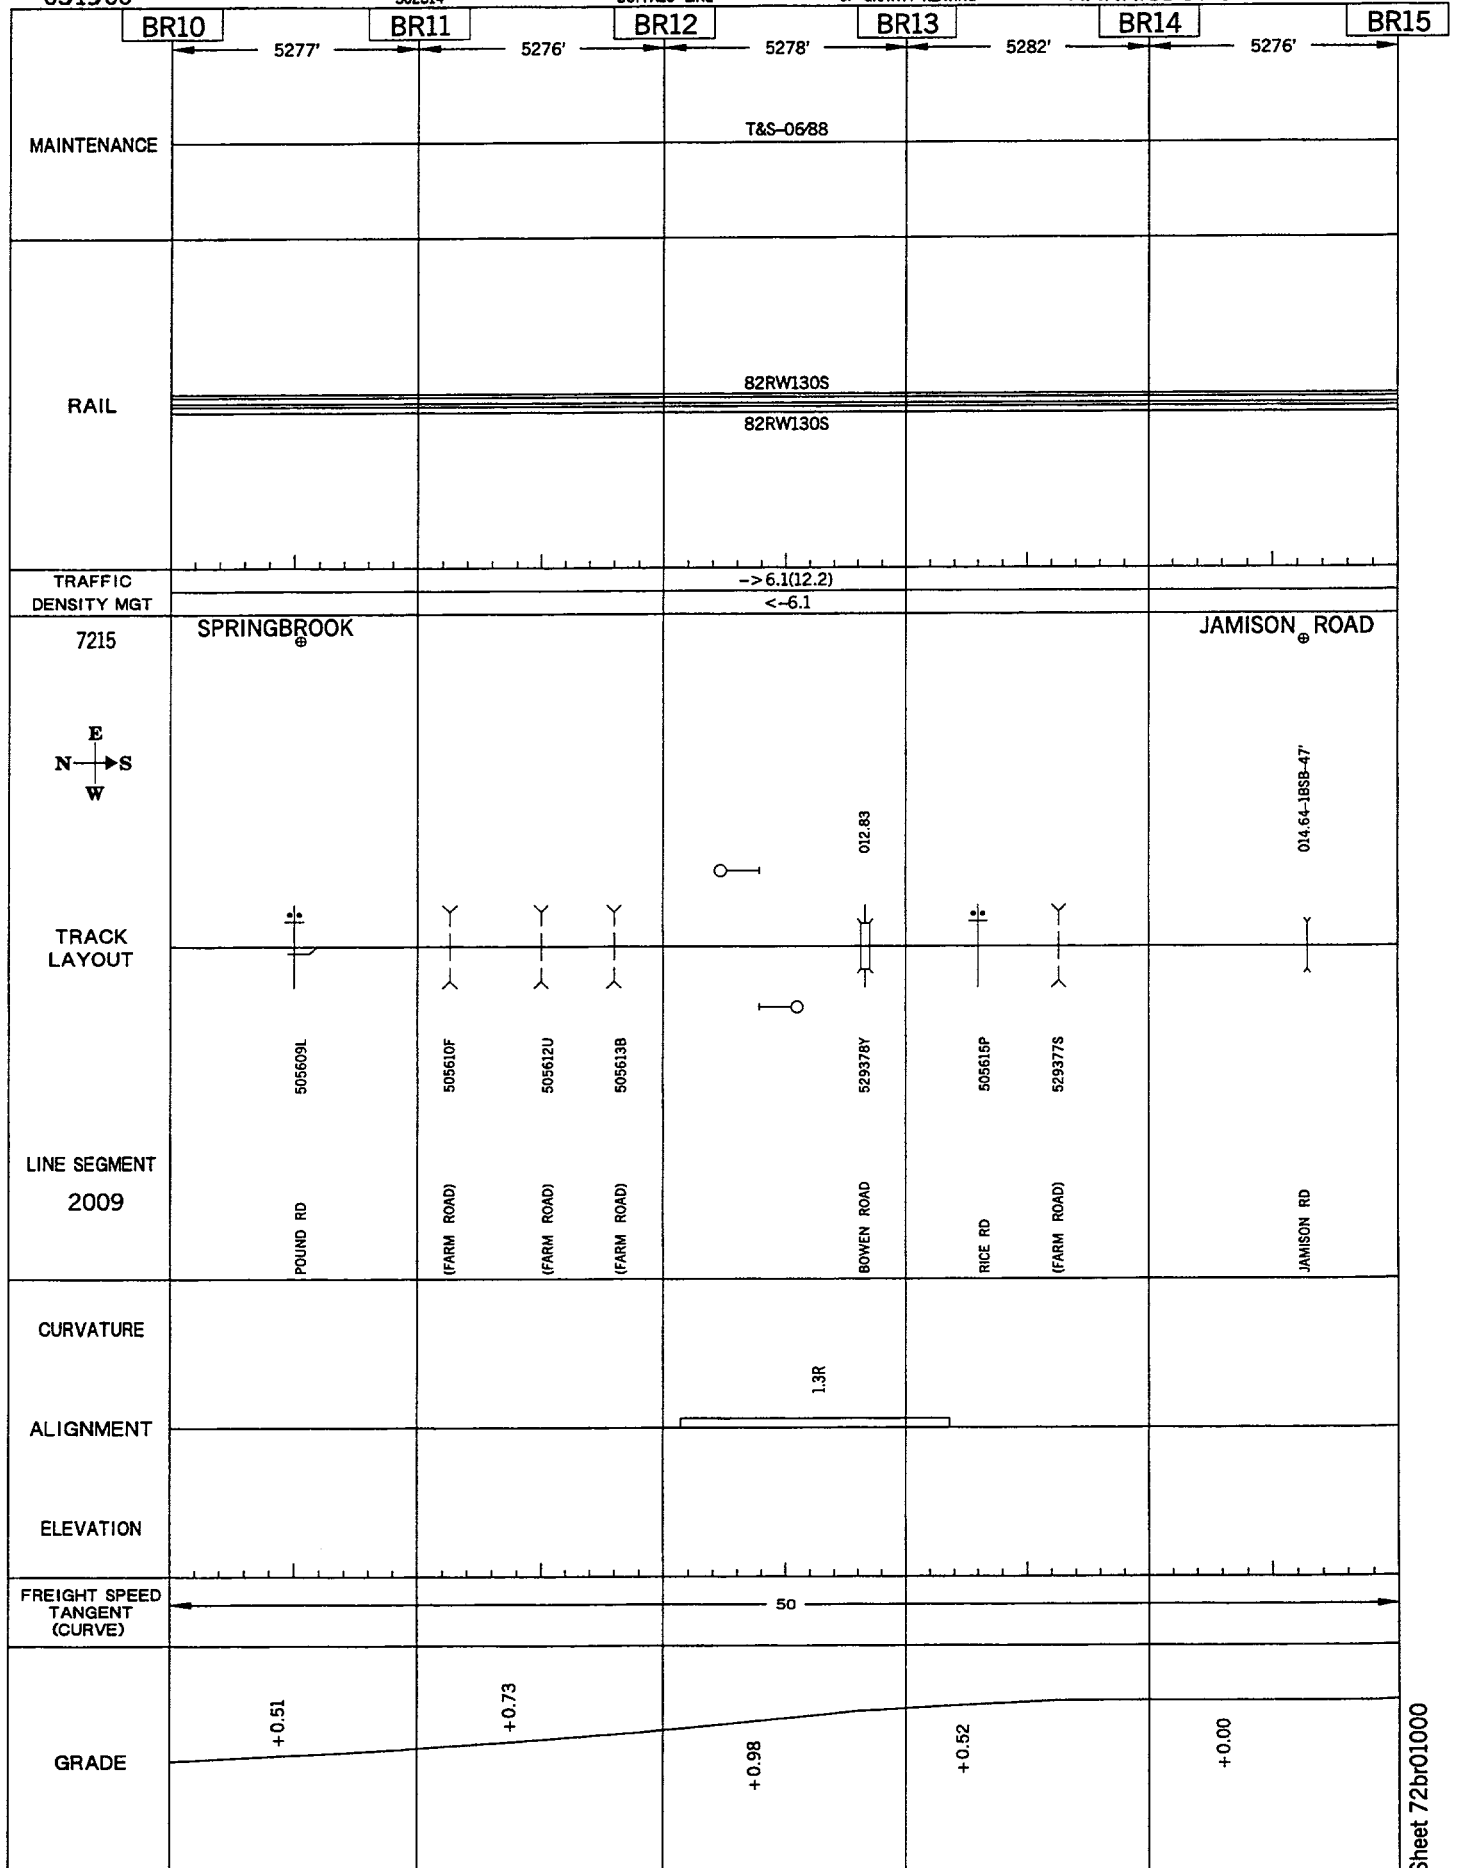 BR10 BR11 BR12 BR13 BR14 BR15
5277' 5276' 5278' 5282' 5276'
MAINTENANCE
T&S-06/88
RAIL
82RW130S
82RW130S
TRAFFIC
DENSITY MGT
->6.1(12.2)
<-6.1
7215
SPRINGBROOK
JAMISON ROAD
E
N S
W
012.83
014.64-1BSB-47'
TRACK
LAYOUT
505609L
505610F
505612U
505613B
529378Y
505615P
529377S
LINE SEGMENT
2009
POUND RD
(FARM ROAD)
(FARM ROAD)
(FARM ROAD)
BOWEN ROAD
RICE RD
(FARM ROAD)
JAMISON RD
CURVATURE
1.3R
ALIGNMENT
ELEVATION
FREIGHT SPEED
TANGENT
(CURVE)
50
GRADE
+0.51
+0.73
+0.98
+0.52
+0.00
Sheet 72br01000